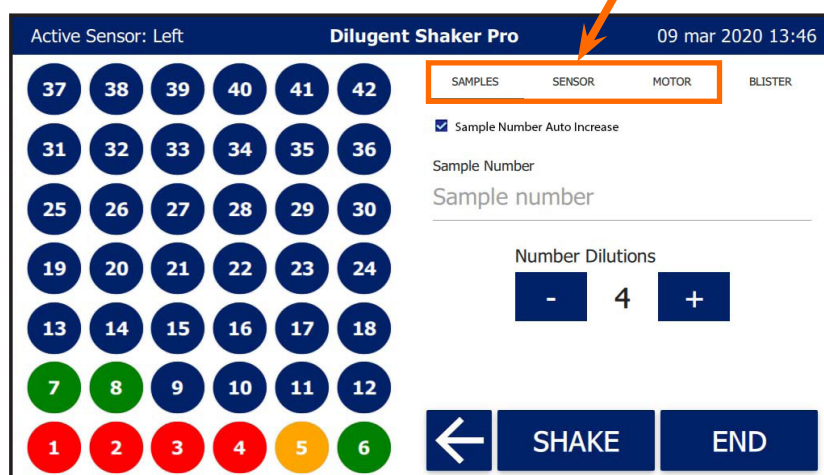 Active Sensor: Left Dilugent Shaker Pro 09 mar 2020 13:46
SAMPLES SENSOR MOTOR BLISTER
Sample Number Auto Increase
Sample Number
Sample number
Number Dilutions
- 4 +
SHAKE END
37 38 39 40 41 42
31 32 33 34 35 36
25 26 27 28 29 30
19 20 21 22 23 24
13 14 15 16 17 18
7 8 9 10 11 12
1 2 3 4 5 6